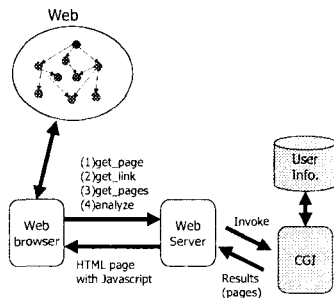 Web
(1)get_page
(2)get_link
(3)get_pages
(4)analyze
User
Info.
Web
browser
Web
Server
Invoke
CGI
HTML page
with Javascript
Results
(pages)